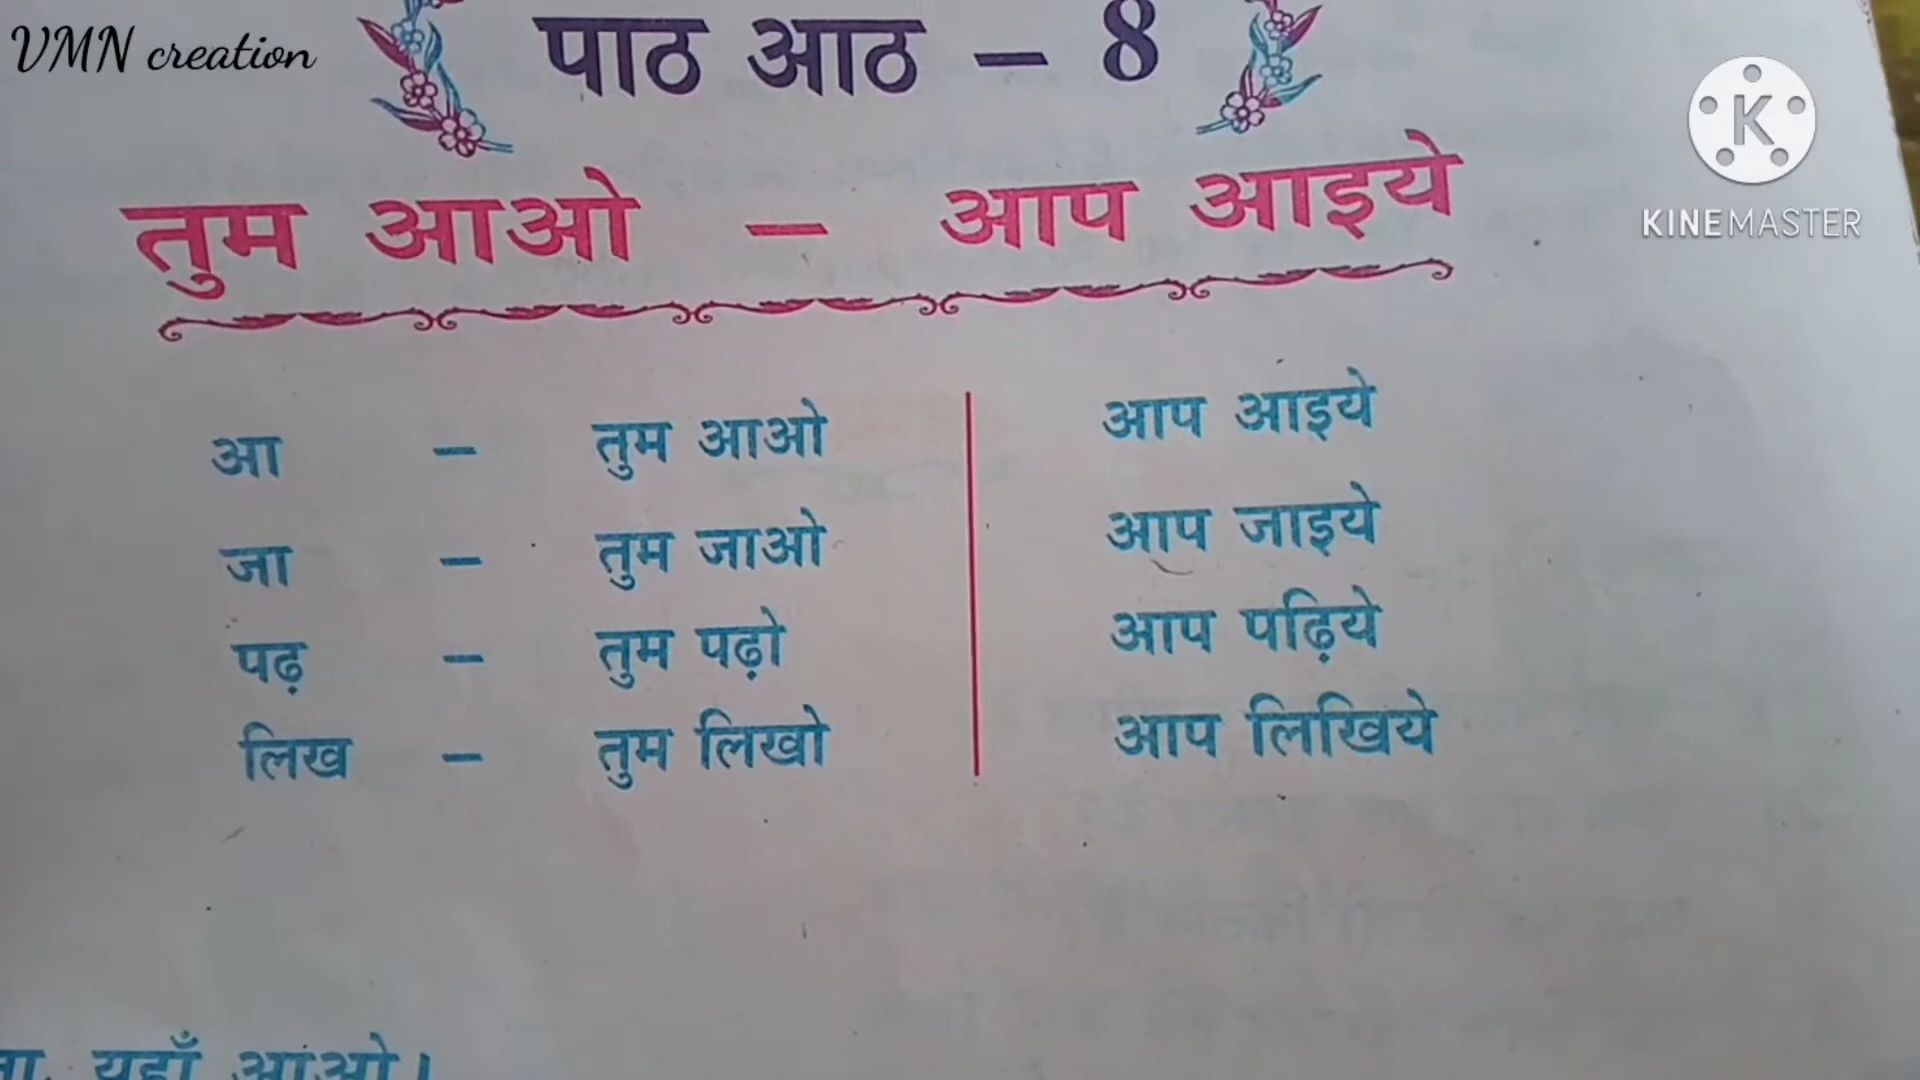 VMN creation
पाठ आठ – 8
KINEMASTER
तुम आओ – आप आइये
आ – तुम आओ | आप आइये
जा – तुम जाओ | आप जाइये
पढ़ – तुम पढ़ो | आप पढ़िये
लिख – तुम लिखो | आप लिखिये
यहाँ आओ।